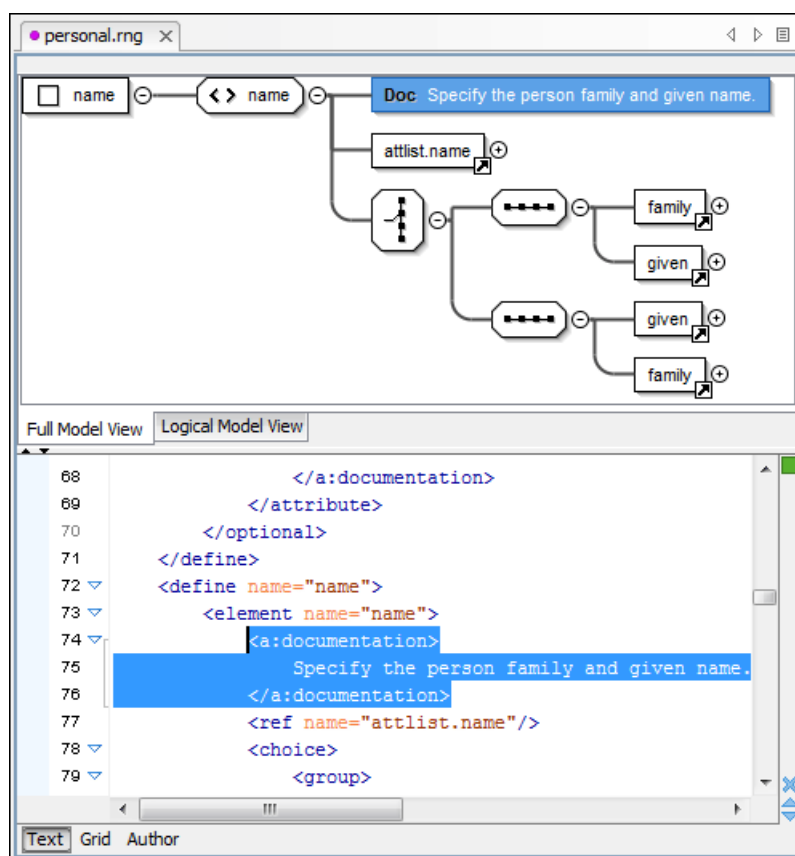 personal.rng
name
name
Doc Specify the person family and given name.
attlist.name
family
given
given
family
Full Model View
Logical Model View
68 </a:documentation>
69 </attribute>
70 </optional>
71 </define>
72 <define name="name">
73 <element name="name">
74 <a:documentation>
75 Specify the person family and given name.
76 </a:documentation>
77 <ref name="attlist.name"/>
78 <choice>
79 <group>
Text Grid Author